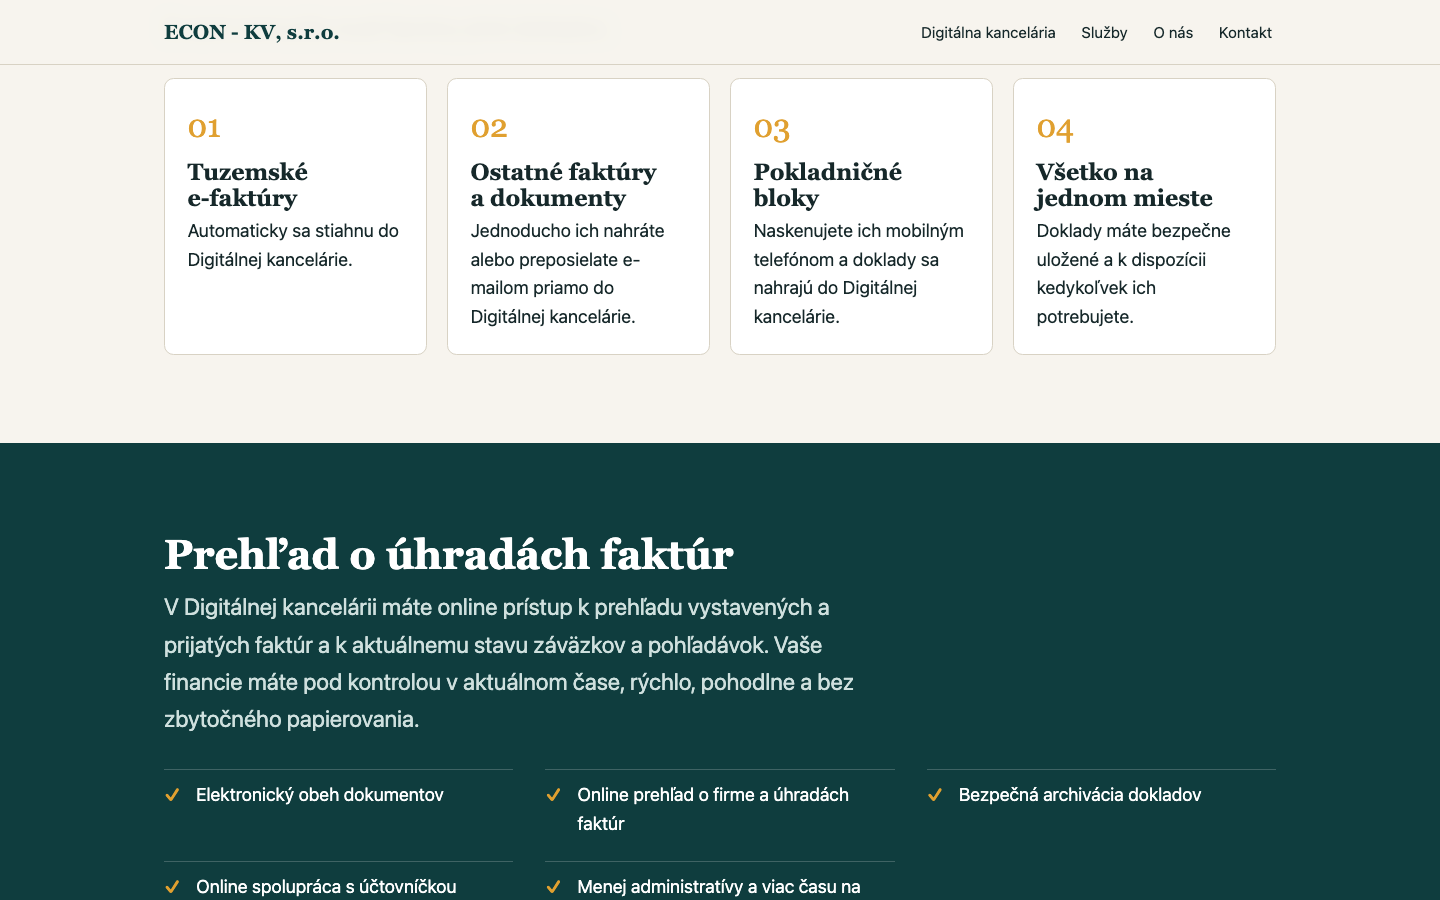 ECON - KV, s.r.o.
Digitálna kancelária
Služby
O nás
Kontakt
01
Tuzemské
e-faktúry
Automaticky sa stiahnu do
Digitálnej kancelárie.
02
Ostatné faktúry
a dokumenty
Jednoducho ich nahráte
alebo preposielate e-
mailom priamo do
Digitálnej kancelárie.
03
Pokladničné
bloky
Naskenujete ich mobilným
telefónom a doklady sa
nahrajú do Digitálnej
kancelárie.
04
Všetko na
jednom mieste
Doklady máte bezpečne
uložené a k dispozícii
kedykoľvek ich
potrebujete.
Prehľad o úhradách faktúr
V Digitálnej kancelárii máte online prístup k prehľadu vystavených a
prijatých faktúr a k aktuálnemu stavu záväzkov a pohľadávok. Vaše
financie máte pod kontrolou v aktuálnom čase, rýchlo, pohodlne a bez
zbytočného papierovania.
Elektronický obeh dokumentov
Online prehľad o firme a úhradách
faktúr
Bezpečná archivácia dokladov
Online spolupráca s účtovníčkou
Menej administratívy a viac času na